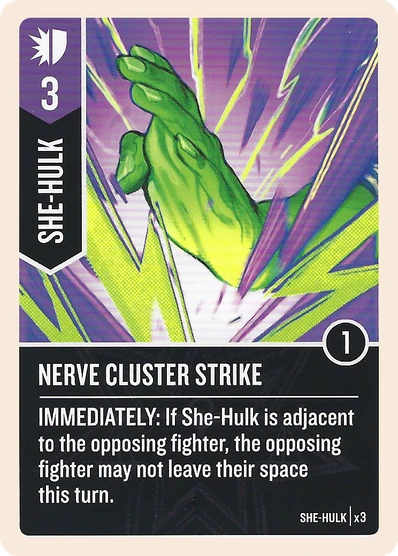 3
SHE-HULK
1
NERVE CLUSTER STRIKE
IMMEDIATELY: If She-Hulk is adjacent
to the opposing fighter, the opposing
fighter may not leave their space
this turn.
SHE-HULK | x3